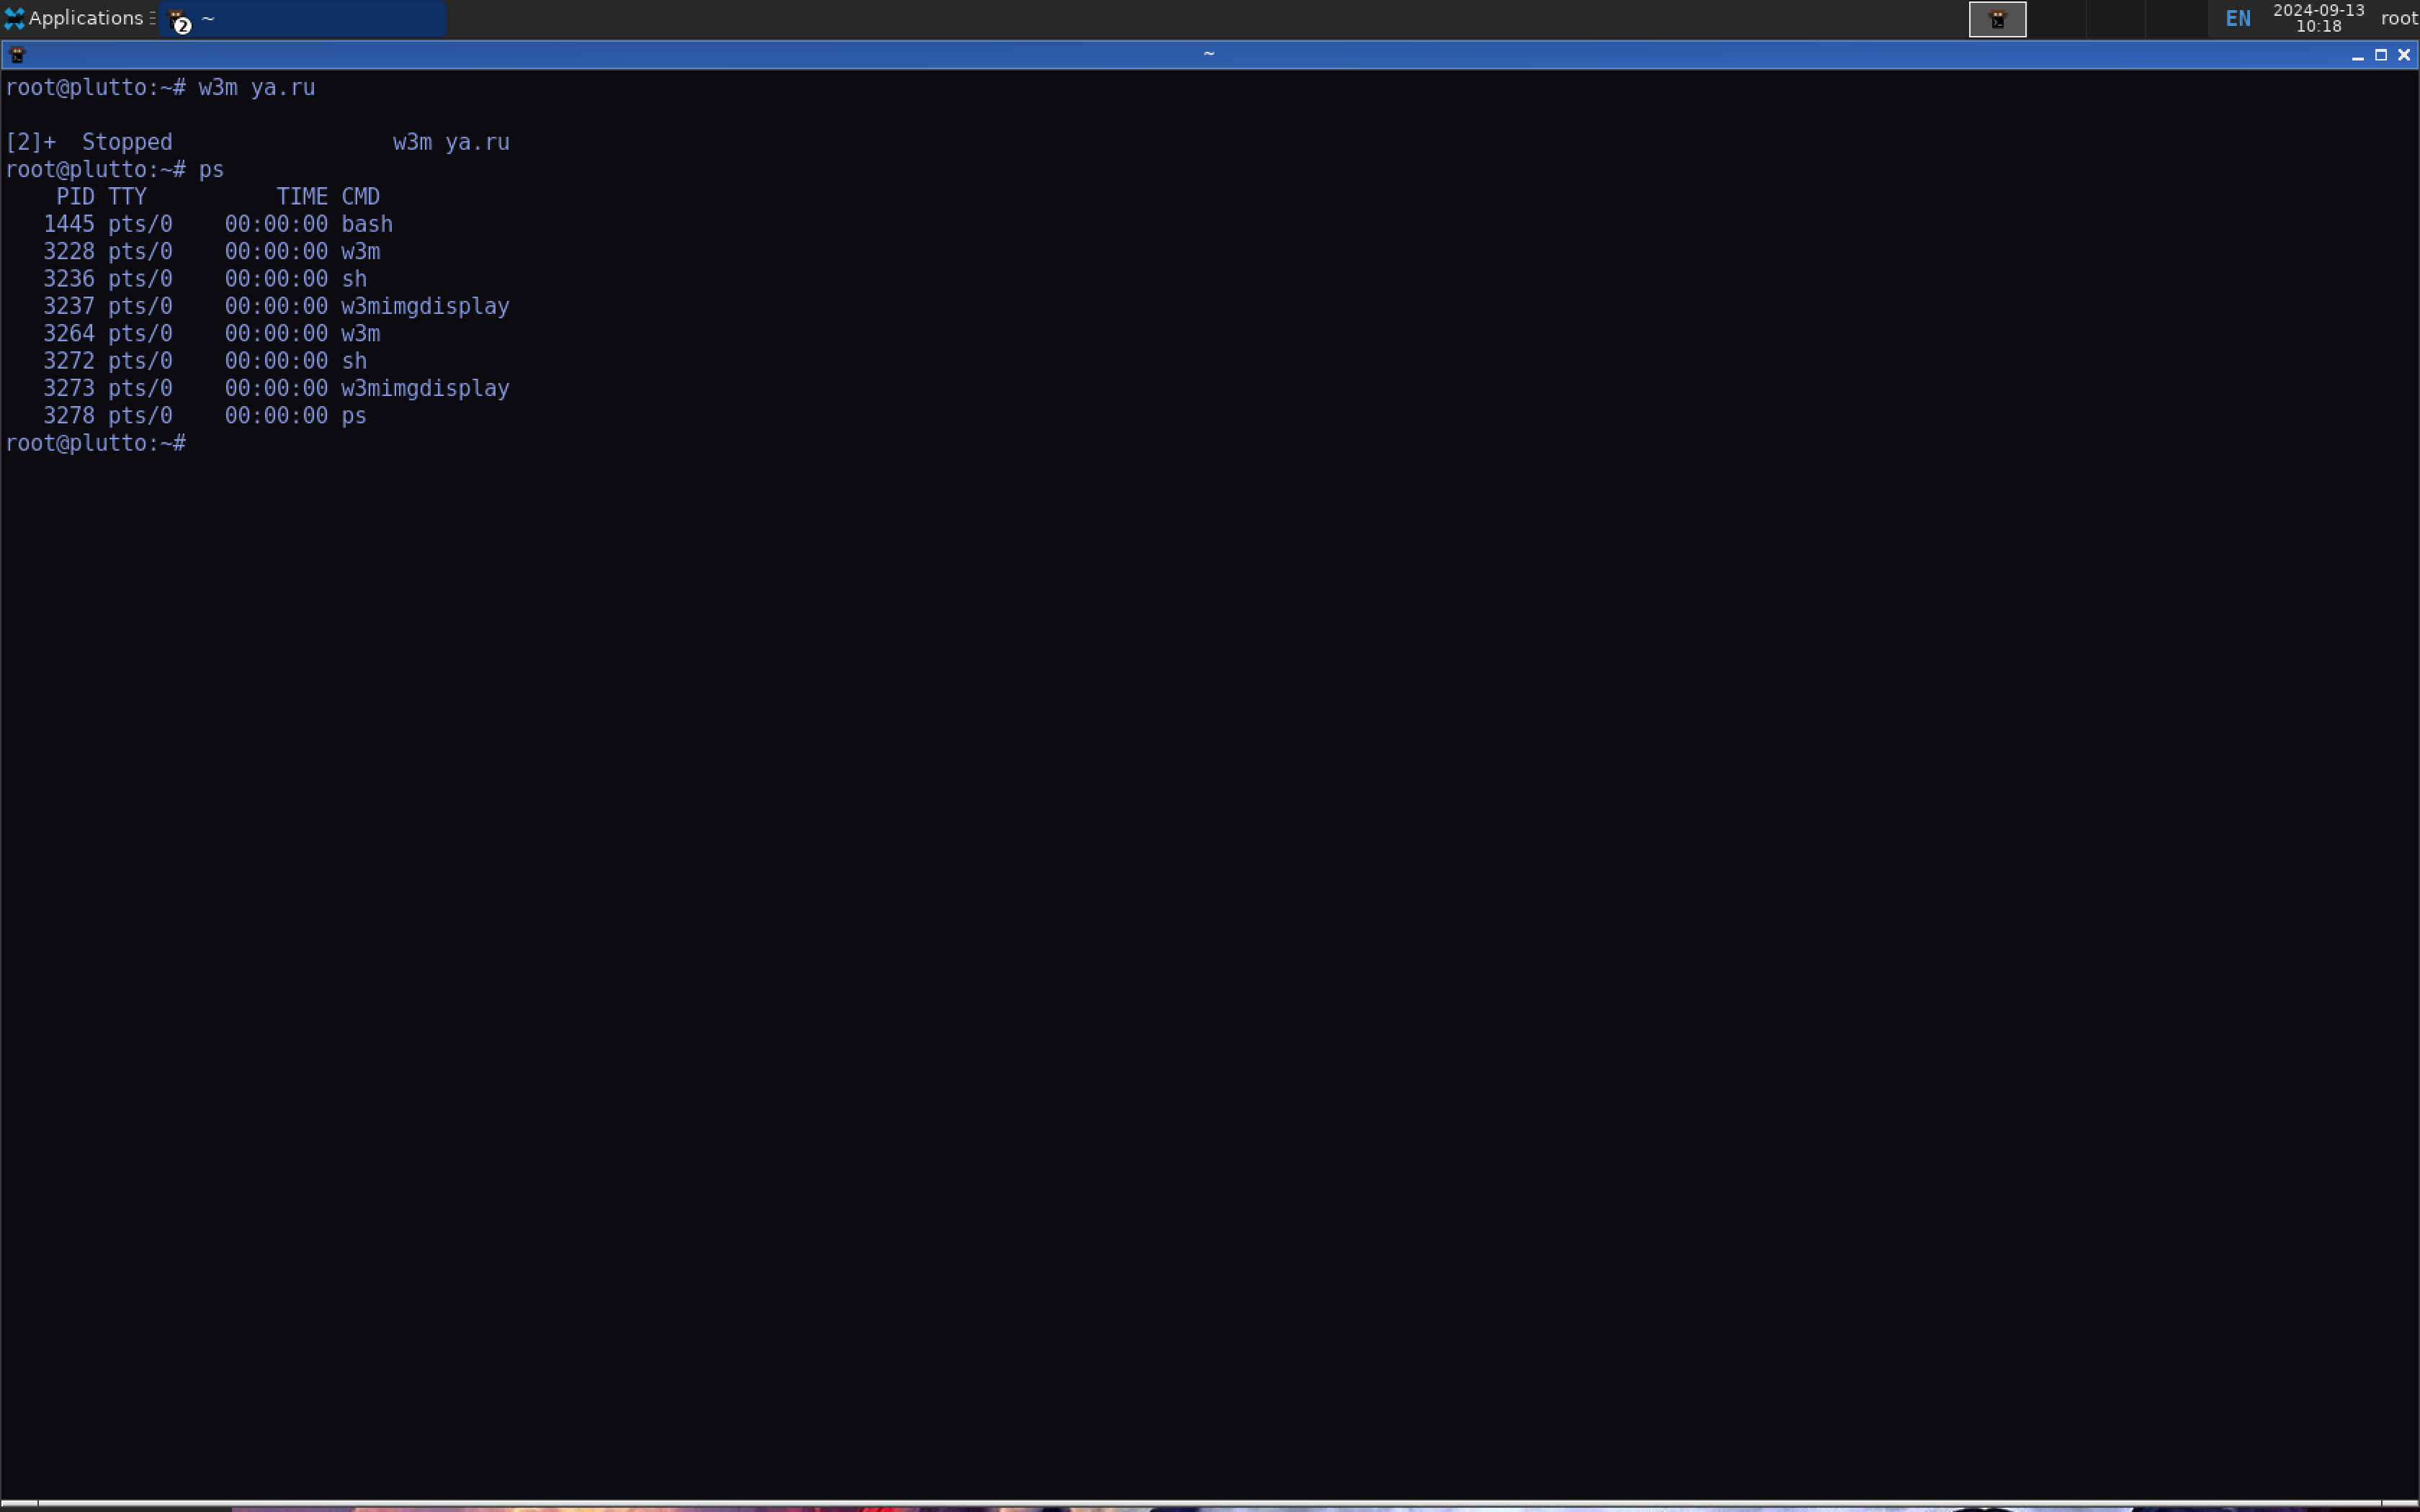 Applications 2 ~ EN 2024-09-13 root
10:18
~
root@plutto:~# w3m ya.ru
[2]+  Stopped                 w3m ya.ru
root@plutto:~# ps
    PID TTY          TIME CMD
   1445 pts/0    00:00:00 bash
   3228 pts/0    00:00:00 w3m
   3236 pts/0    00:00:00 sh
   3237 pts/0    00:00:00 w3mimgdisplay
   3264 pts/0    00:00:00 w3m
   3272 pts/0    00:00:00 sh
   3273 pts/0    00:00:00 w3mimgdisplay
   3278 pts/0    00:00:00 ps
root@plutto:~#